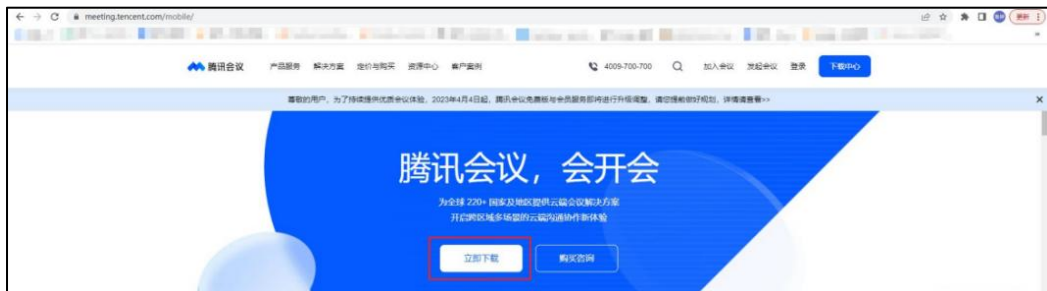 meeting.tencent.com/mobile/
更新
腾讯会议 产品服务 解决方案 定价与购买 资源中心 客户案例 4009-700-700 加入会议 发起会议 登录 下载中心
尊敬的用户，为了持续提供优质会议体验，2023年4月4日起，腾讯会议免费版与会员服务即将进行升级调整，请您提前做好规划，详情请查看>>
腾讯会议，会开会
为全球 220+ 国家及地区提供云端会议解决方案
开启跨区域多场景的云端沟通协作新体验
立即下载 购买咨询